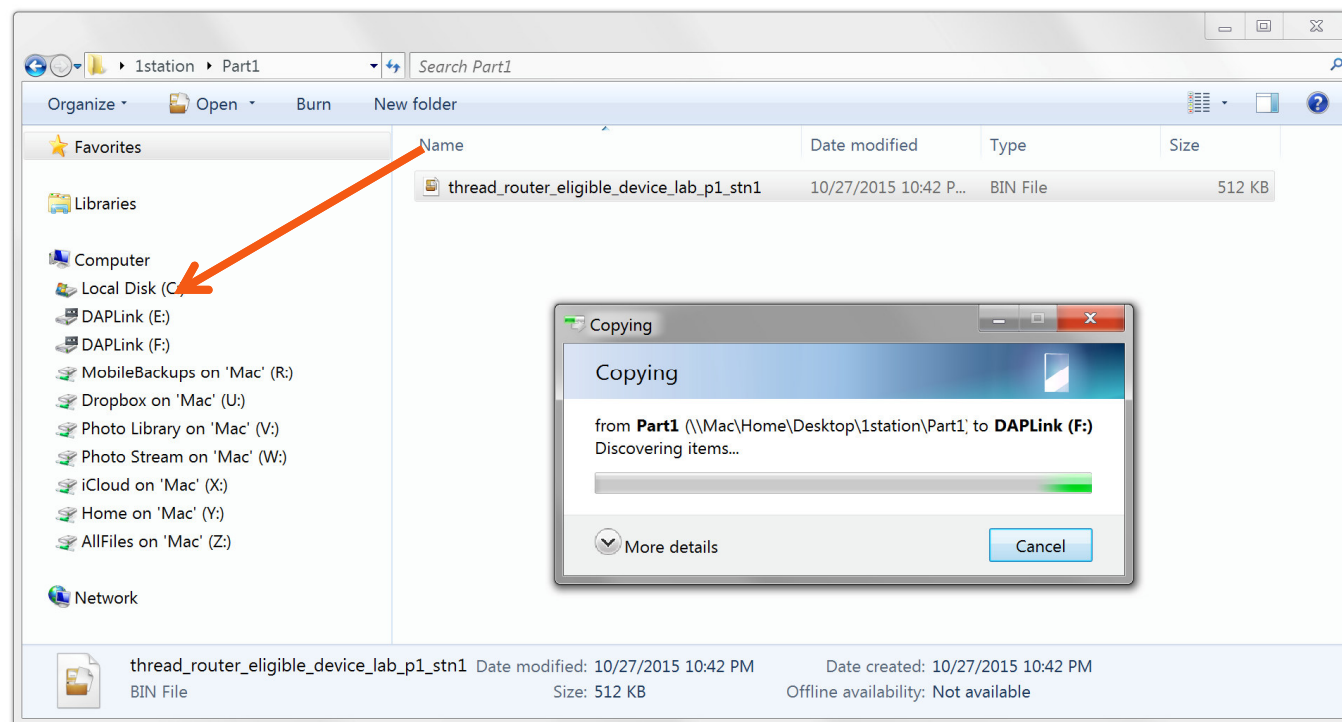 1station Part1 Search Part1
Organize Open Burn New folder
Favorites
Libraries
Computer
Local Disk (C:)
DAPLink (E:)
DAPLink (F:)
MobileBackups on 'Mac' (R:)
Dropbox on 'Mac' (U:)
Photo Library on 'Mac' (V:)
Photo Stream on 'Mac' (W:)
iCloud on 'Mac' (X:)
Home on 'Mac' (Y:)
AllFiles on 'Mac' (Z:)
Network
Name Date modified Type Size
thread_router_eligible_device_lab_p1_stn1 10/27/2015 10:42 P... BIN File 512 KB
Copying
Copying
from Part1 (\\Mac\Home\Desktop\1station\Part1) to DAPLink (F:)
Discovering items...
More details Cancel
thread_router_eligible_device_lab_p1_stn1 Date modified: 10/27/2015 10:42 PM Date created: 10/27/2015 10:42 PM
BIN File Size: 512 KB Offline availability: Not available